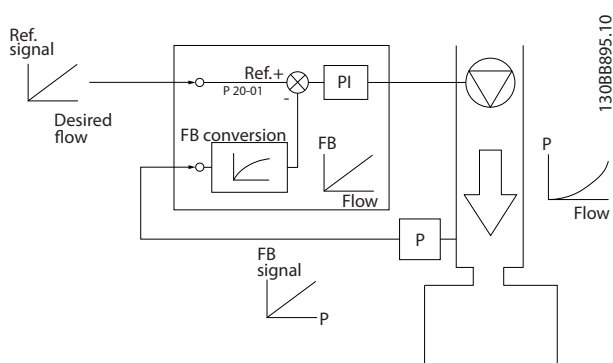 Ref.
signal
Desired
flow
Ref.+
P 20-01
-
PI
FB conversion
FB
Flow
P
FB
signal
P
P
Flow
130BB895.10